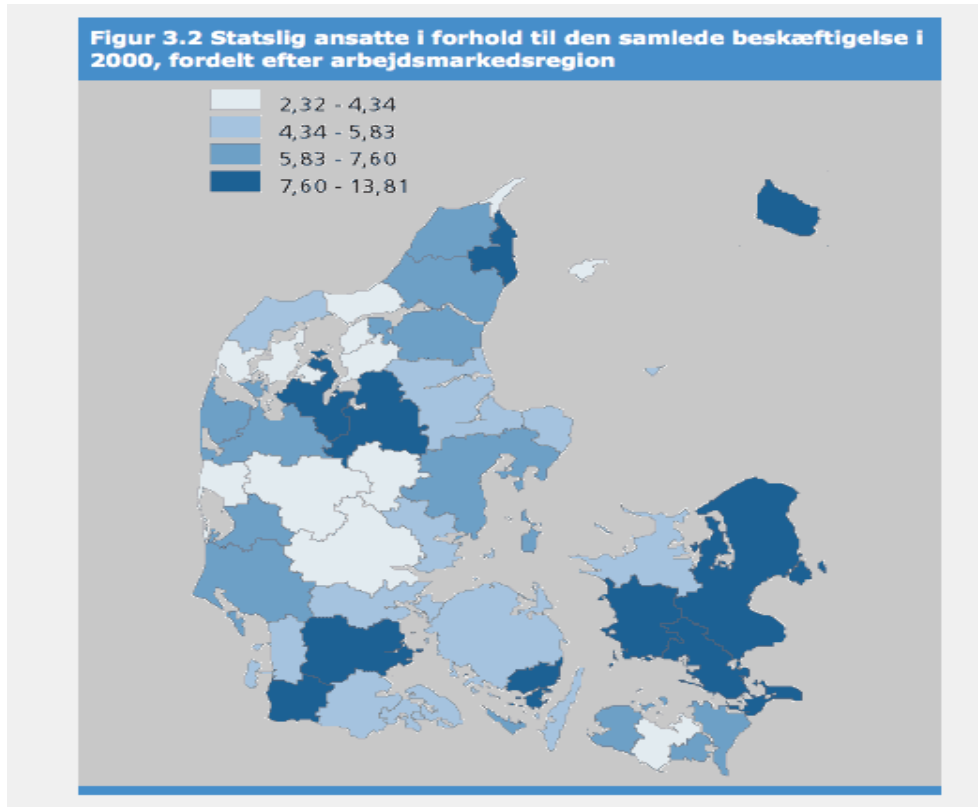 Figur 3.2 Statslig ansatte i forhold til den samlede beskæftigelse i
2000, fordelt efter arbejdsmarkedsregion
2,32 - 4,34
4,34 - 5,83
5,83 - 7,60
7,60 - 13,81